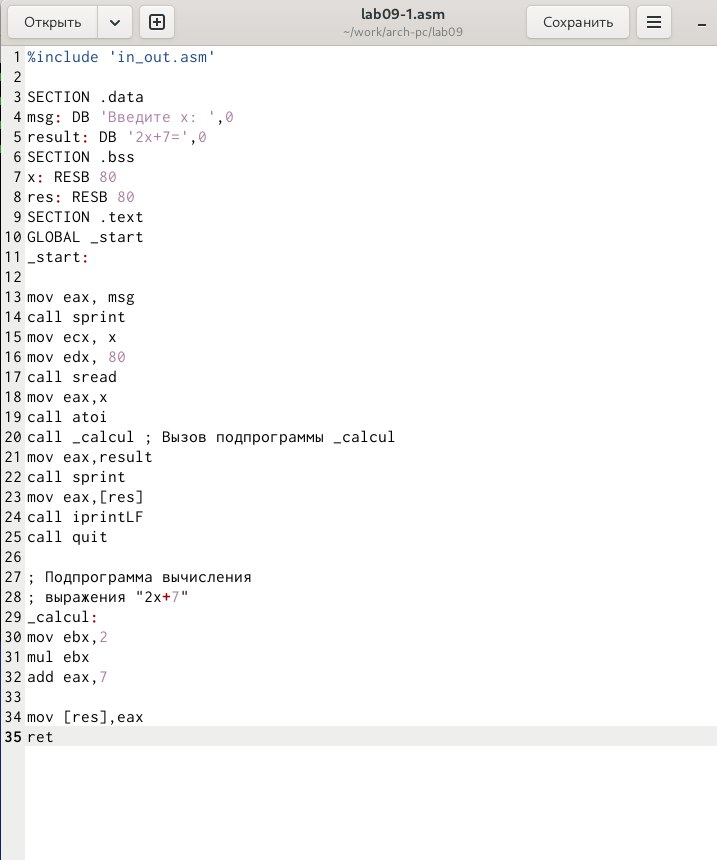 Открыть
lab09-1.asm
~/work/arch-pc/lab09
Сохранить
1 %include 'in_out.asm'
2
3 SECTION .data
4 msg: DB 'Введите x: ',0
5 result: DB '2x+7=',0
6 SECTION .bss
7 x: RESB 80
8 res: RESB 80
9 SECTION .text
10 GLOBAL _start
11 _start:
12
13 mov eax, msg
14 call sprint
15 mov ecx, x
16 mov edx, 80
17 call sread
18 mov eax,x
19 call atoi
20 call _calcul ; Вызов подпрограммы _calcul
21 mov eax,result
22 call sprint
23 mov eax,[res]
24 call iprintLF
25 call quit
26
27 ; Подпрограмма вычисления
28 ; выражения "2x+7"
29 _calcul:
30 mov ebx,2
31 mul ebx
32 add eax,7
33
34 mov [res],eax
35 ret